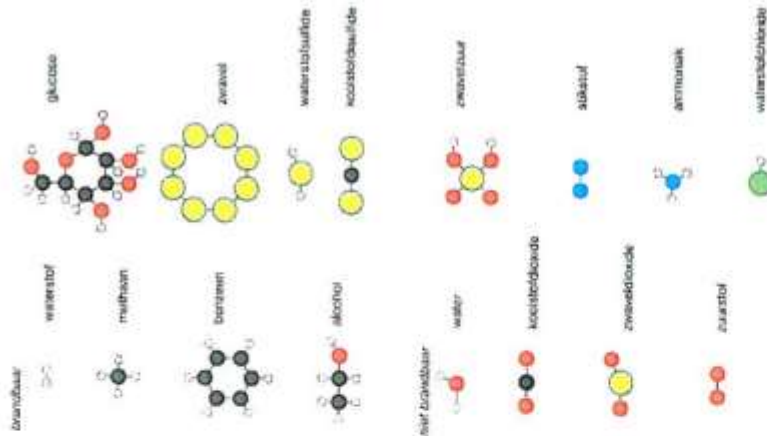 brandbaar
waterstof
methaan
benzeen
alcohol
glucose
zwavel
waterstofsulfide
koolstofdisulfide
niet brandbaar
water
koolstofdioxide
zwaveldioxide
zuurstof
zwavelzuur
stikstof
ammoniak
waterstofchloride